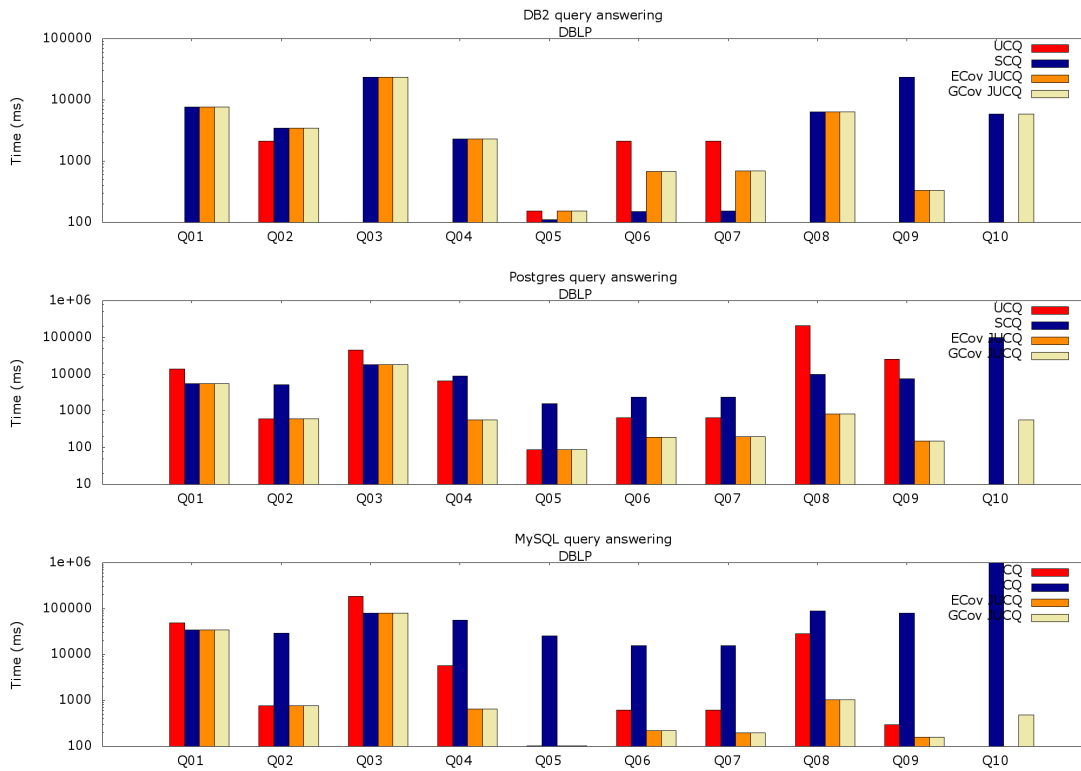 DB2 query answering
DBLP
Time (ms)
100000
10000
1000
100
UCQ
SCQ
ECov JUCQ
GCov JUCQ
Q01 Q02 Q03 Q04 Q05 Q06 Q07 Q08 Q09 Q10
Postgres query answering
DBLP
Time (ms)
1e+06
100000
10000
1000
100
10
UCQ
SCQ
ECov JUCQ
GCov JUCQ
Q01 Q02 Q03 Q04 Q05 Q06 Q07 Q08 Q09 Q10
MySQL query answering
DBLP
Time (ms)
1e+06
100000
10000
1000
100
CQ
CQ
ECov JUCQ
GCov JUCQ
Q01 Q02 Q03 Q04 Q05 Q06 Q07 Q08 Q09 Q10